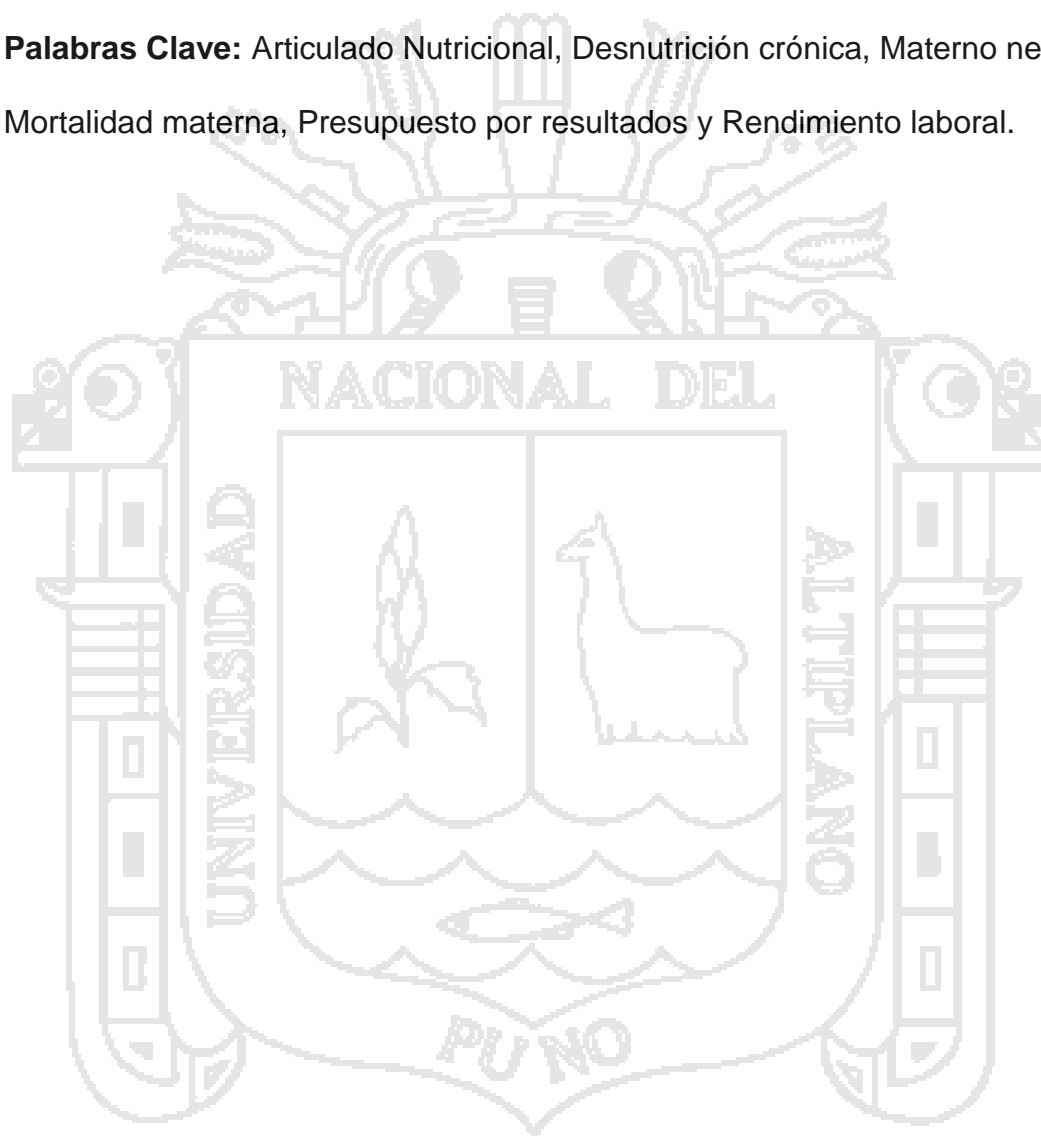 Palabras Clave: Articulado Nutricional, Desnutrición crónica, Materno ne
Mortalidad materna, Presupuesto por resultados y Rendimiento laboral.
NACIONAL DEL
UNIVERSIDAD
ALTIPLANO
PUNO